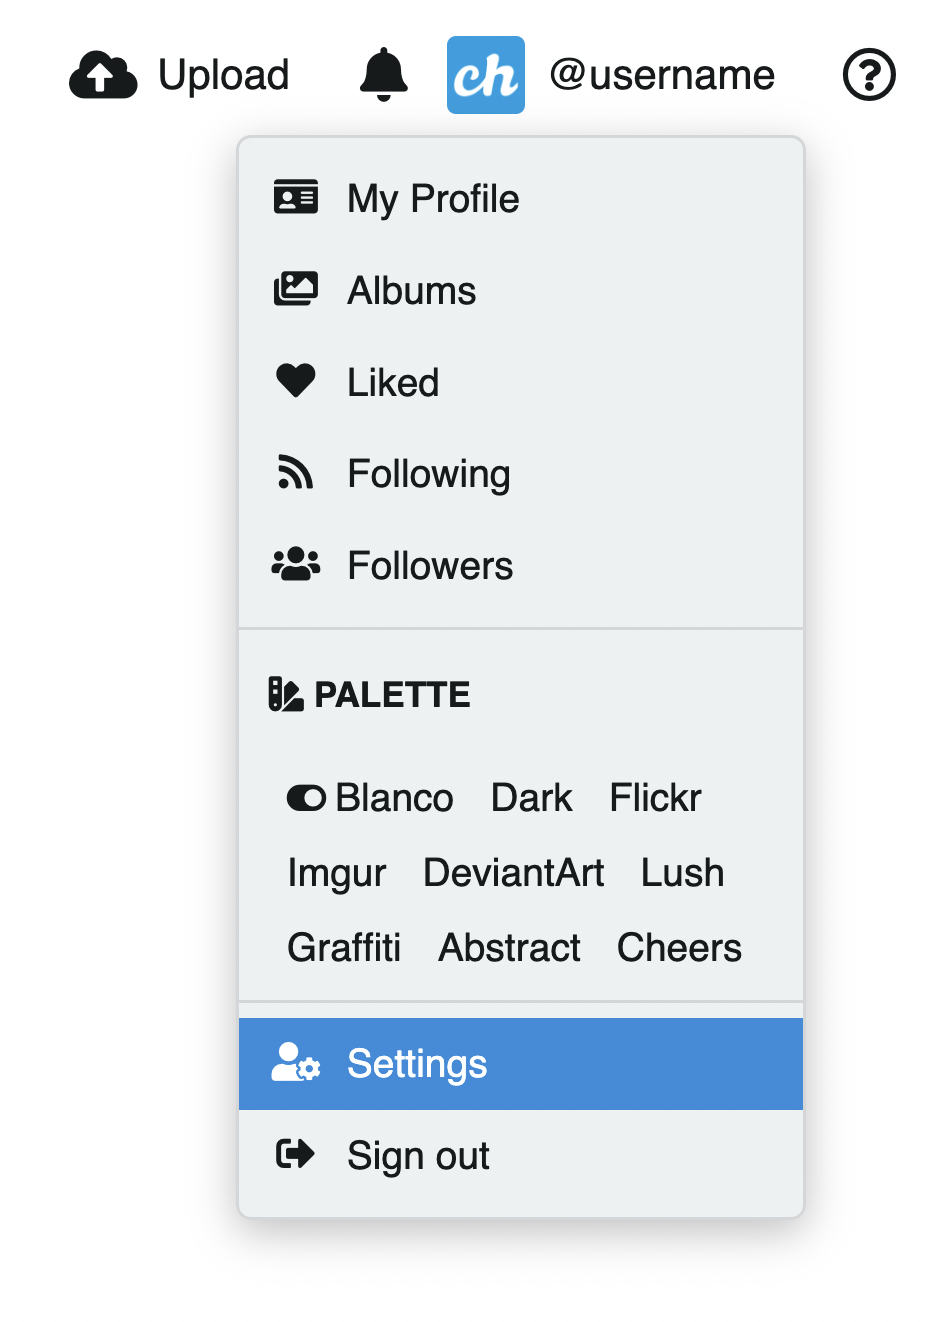 Upload ch @username ?
My Profile
Albums
Liked
Following
Followers
PALETTE
Blanco Dark Flickr
Imgur DeviantArt Lush
Graffiti Abstract Cheers
Settings
Sign out